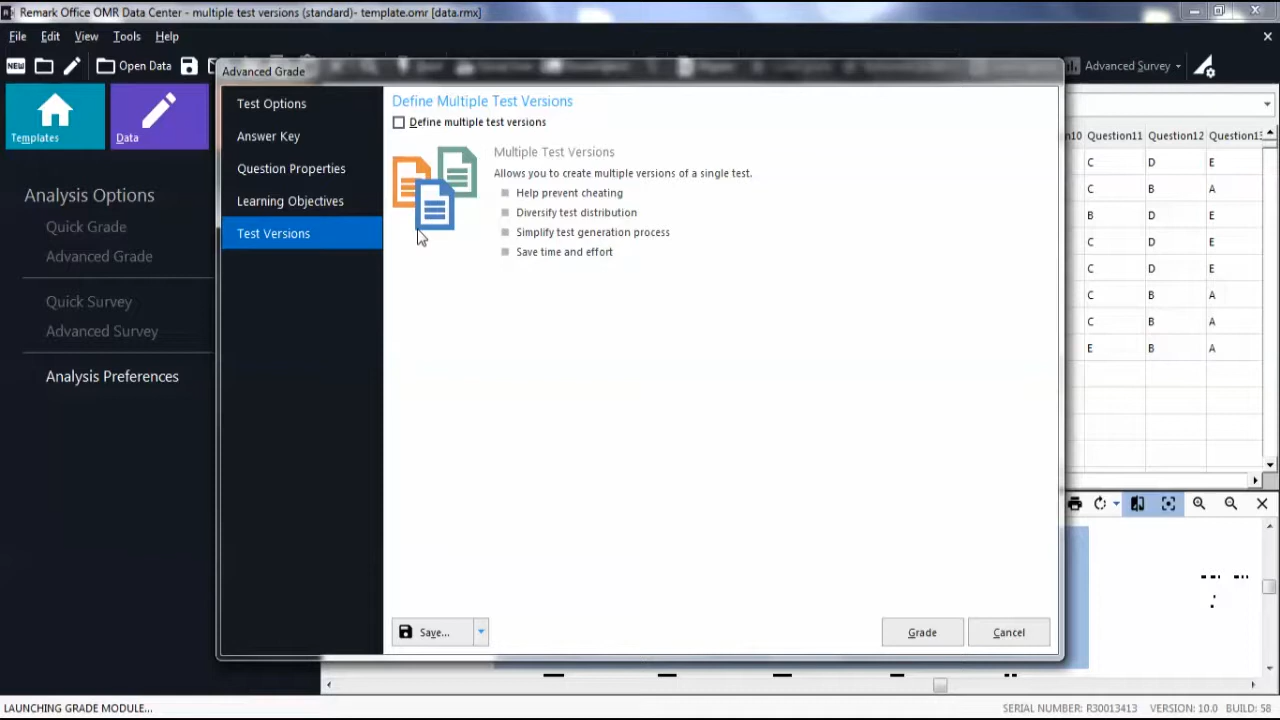 Remark Office OMR Data Center - multiple test versions (standard)- template.omr [data.rmx]
File Edit View Tools Help
NEW Open Data Advanced Survey
Advanced Grade
Templates Data
Analysis Options
Quick Grade
Advanced Grade
Quick Survey
Advanced Survey
Analysis Preferences
Test Options
Answer Key
Question Properties
Learning Objectives
Test Versions
Define Multiple Test Versions
Define multiple test versions
Multiple Test Versions
Allows you to create multiple versions of a single test.
Help prevent cheating
Diversify test distribution
Simplify test generation process
Save time and effort
Save... Grade Cancel
Question11 Question12
C D E
C B A
B D E
C D E
C B A
C B A
E B A
LAUNCHING GRADE MODULE... SERIAL NUMBER: R30013413 VERSION: 10.0 BUILD: 58